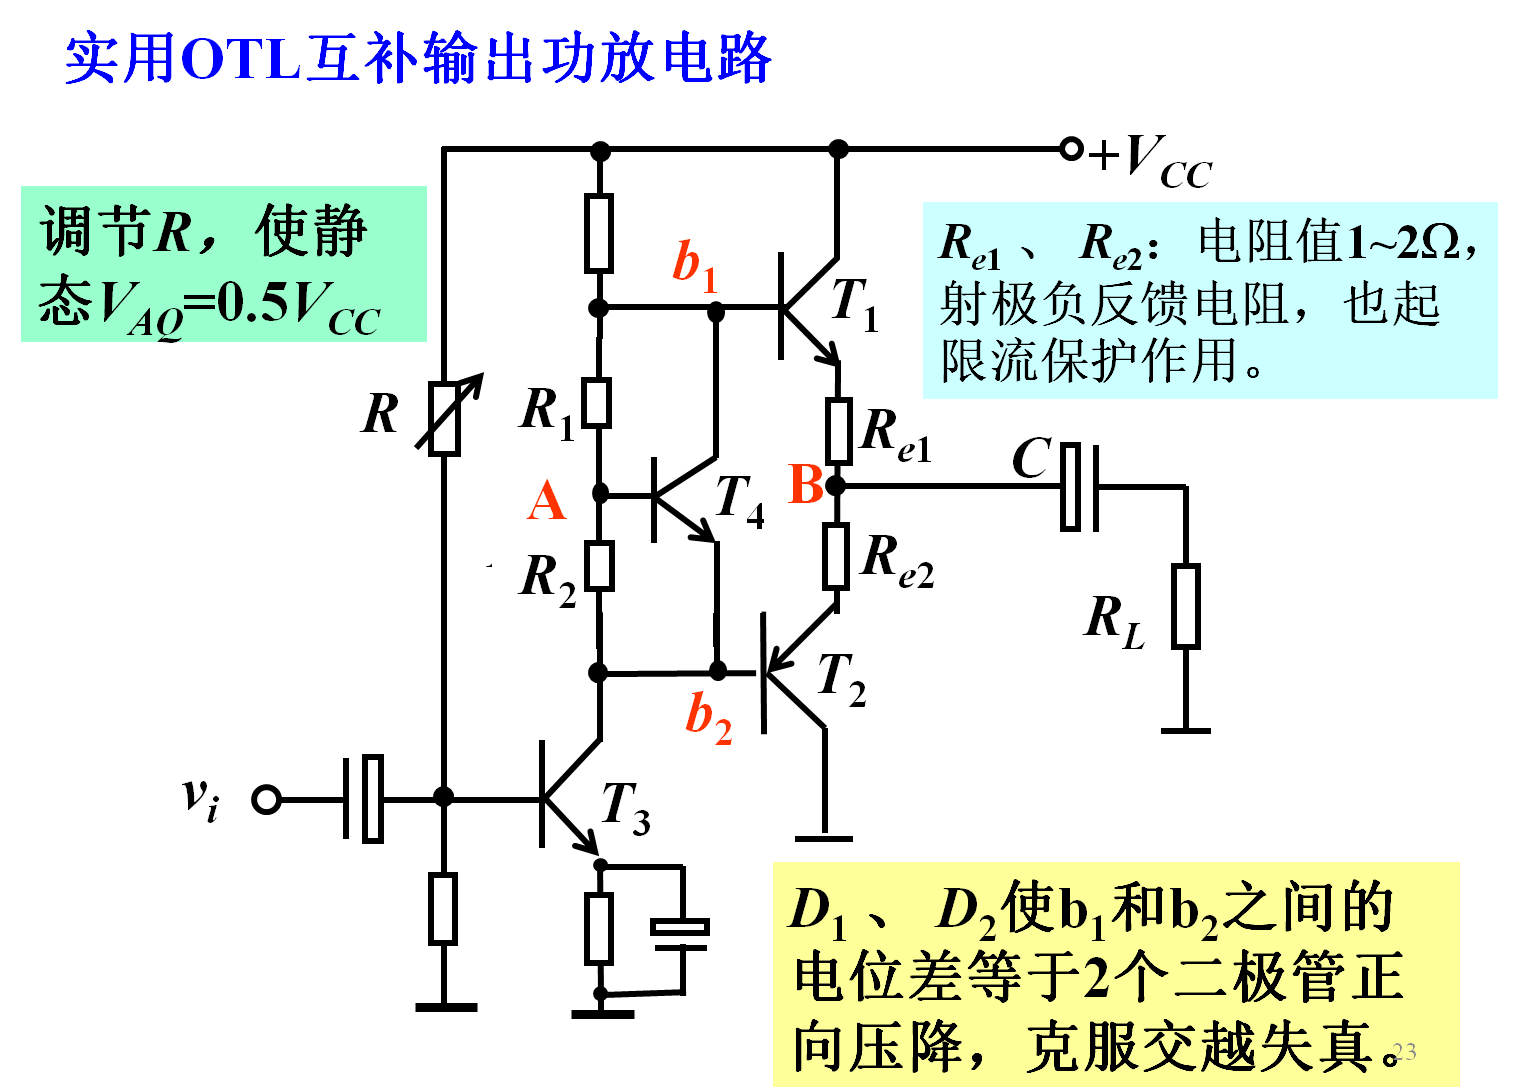 实用OTL互补输出功放电路
+VCC
调节R，使静
态VAQ=0.5VCC
Re1 、 Re2：电阻值1~2Ω，
射极负反馈电阻，也起
限流保护作用。
b1
T1
R
R1
Re1
C
A
T4
B
R2
Re2
RL
T2
b2
vi
T3
D1 、 D2使b1和b2之间的
电位差等于2个二极管正
向压降，克服交越失真。
23